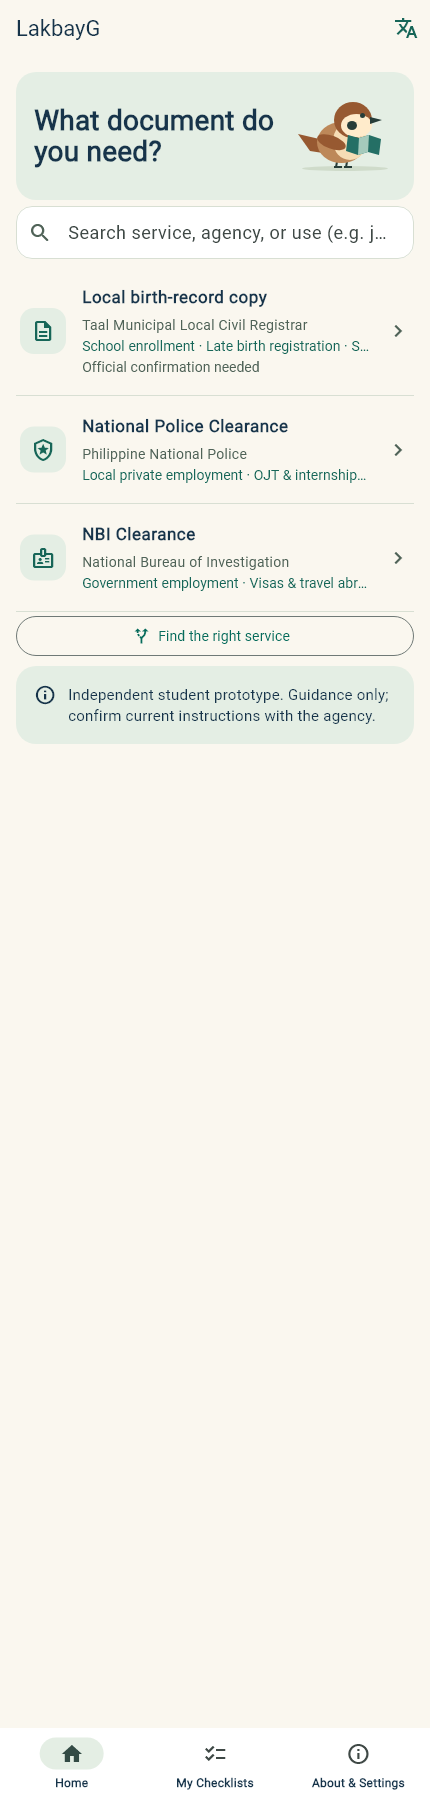 LakbayG
What document do
you need?
Search service, agency, or use (e.g. j…
Local birth-record copy
Taal Municipal Local Civil Registrar
School enrollment · Late birth registration · S…
Official confirmation needed
National Police Clearance
Philippine National Police
Local private employment · OJT & internship…
NBI Clearance
National Bureau of Investigation
Government employment · Visas & travel abr…
Find the right service
Independent student prototype. Guidance only;
confirm current instructions with the agency.
Home
My Checklists
About & Settings